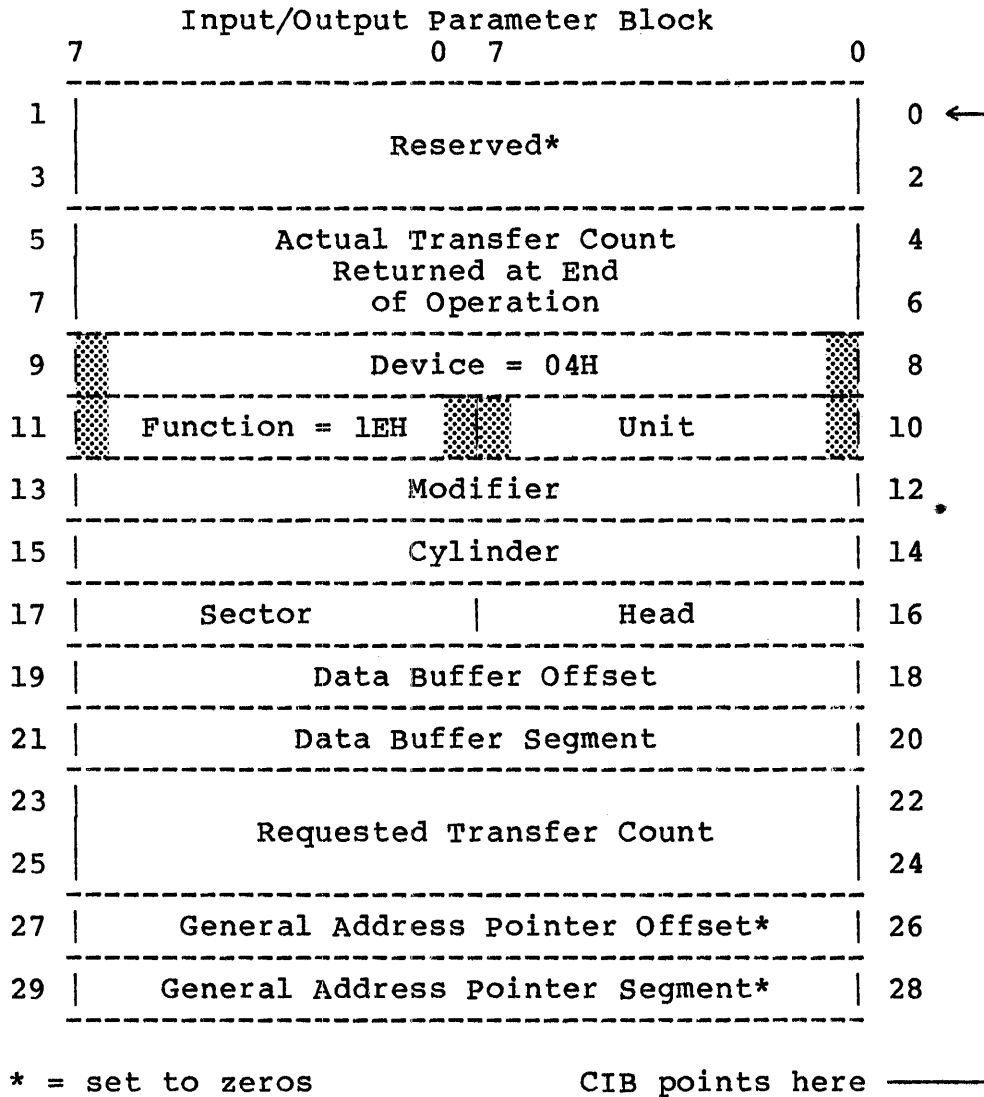 Input/Output Parameter Block
7 0 7 0
1 0
Reserved*
3 2
5 Actual Transfer Count 4
Returned at End
7 of Operation 6
9 Device = 04H 8
11 Function = 1EH Unit 10
13 Modifier 12
15 Cylinder 14
17 Sector Head 16
19 Data Buffer Offset 18
21 Data Buffer Segment 20
23 22
Requested Transfer Count
25 24
27 General Address Pointer Offset* 26
29 General Address Pointer Segment* 28
* = set to zeros CIB points here